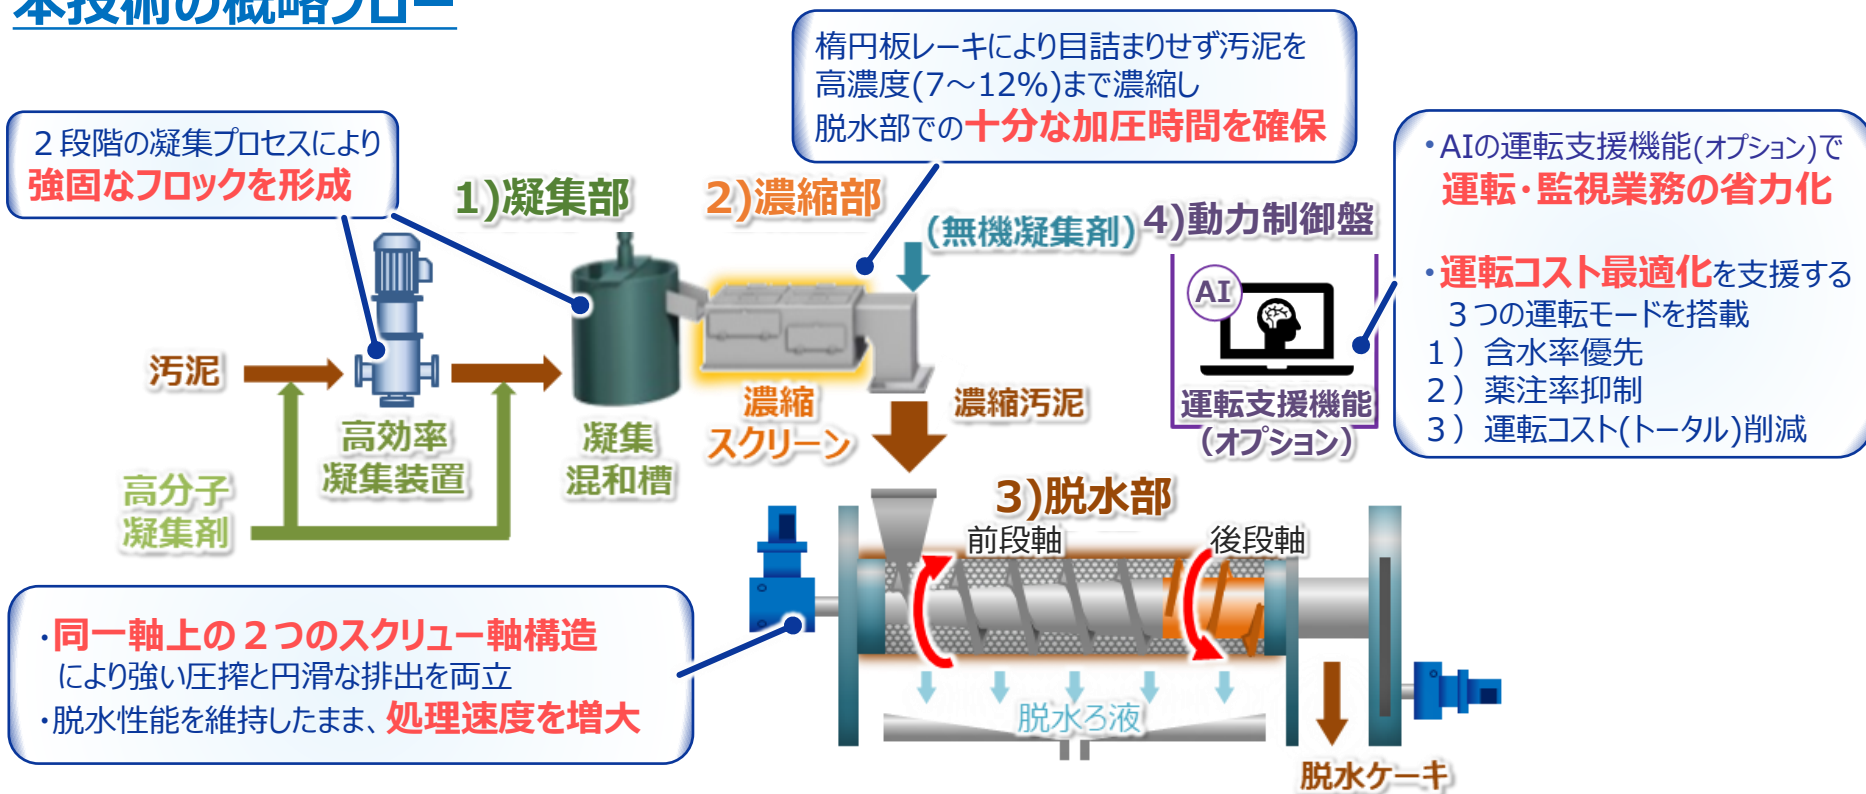 本技術の概略フロー
楕円板レーキにより目詰まりせず汚泥を
高濃度(7～12%)まで濃縮し
脱水部での十分な加圧時間を確保
２段階の凝集プロセスにより
強固なフロックを形成
1)凝集部
2)濃縮部
(無機凝集剤)
4)動力制御盤
・AIの運転支援機能(オプション)で
運転・監視業務の省力化
・運転コスト最適化を支援する
３つの運転モードを搭載
１）含水率優先
２）薬注率抑制
３）運転コスト(トータル)削減
AI
運転支援機能
(オプション)
汚泥
高効率
凝集装置
凝集
混和槽
濃縮
スクリーン
濃縮汚泥
高分子
凝集剤
3)脱水部
前段軸
後段軸
・同一軸上の２つのスクリュー軸構造
により強い圧搾と円滑な排出を両立
・脱水性能を維持したまま、処理速度を増大
脱水ろ液
脱水ケーキ